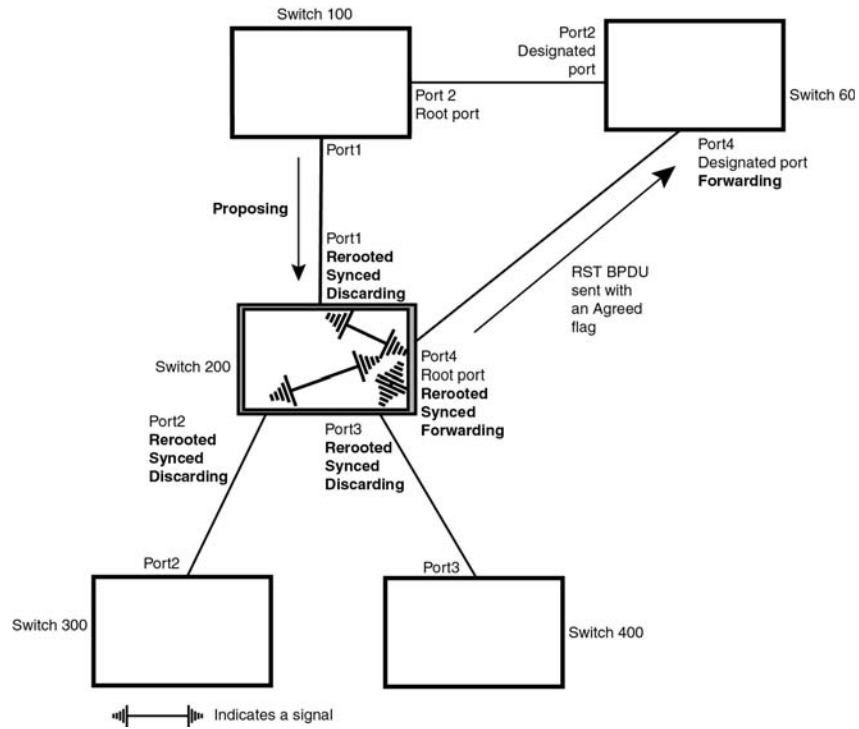 Switch 100
Port2
Designated
port
Switch 60
Port 2
Root port
Port1
Port4
Designated port
Forwarding
Proposing
Port1
Rerooted
Synced
Discarding
RST BPDU
sent with
an Agreed
flag
Switch 200
Port4
Root port
Rerooted
Synced
Forwarding
Port2
Rerooted
Synced
Discarding
Port3
Rerooted
Synced
Discarding
Port2
Port3
Switch 300
Switch 400
Indicates a signal